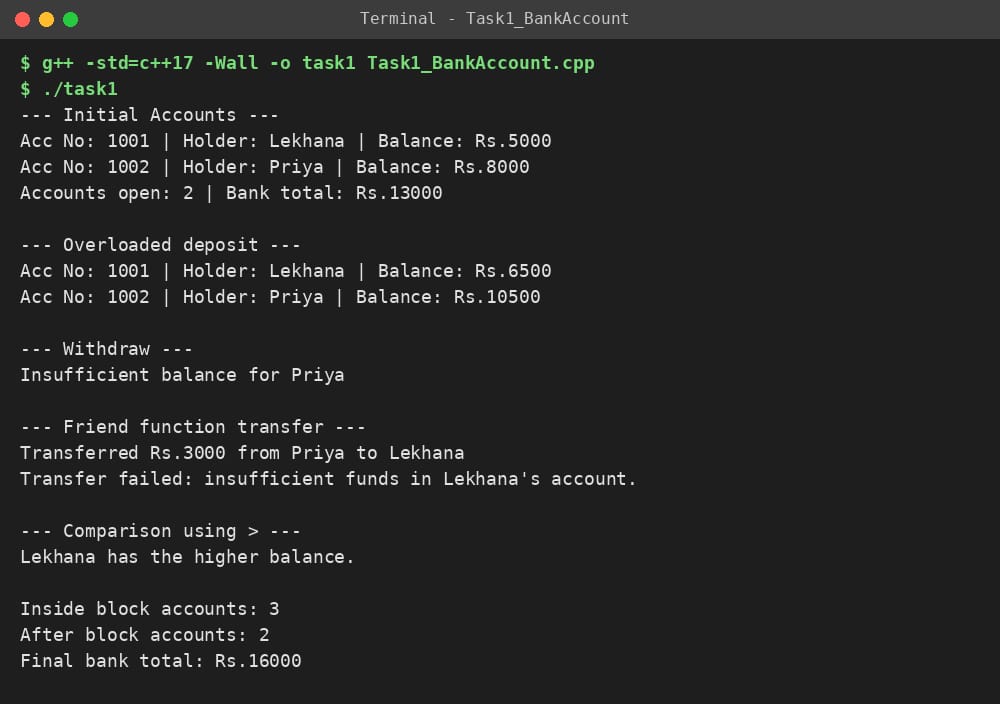 Terminal - Task1_BankAccount
$ g++ -std=c++17 -Wall -o task1 Task1_BankAccount.cpp
$ ./task1
--- Initial Accounts ---
Acc No: 1001 | Holder: Lekhana | Balance: Rs.5000
Acc No: 1002 | Holder: Priya | Balance: Rs.8000
Accounts open: 2 | Bank total: Rs.13000

--- Overloaded deposit ---
Acc No: 1001 | Holder: Lekhana | Balance: Rs.6500
Acc No: 1002 | Holder: Priya | Balance: Rs.10500

--- Withdraw ---
Insufficient balance for Priya

--- Friend function transfer ---
Transferred Rs.3000 from Priya to Lekhana
Transfer failed: insufficient funds in Lekhana's account.

--- Comparison using > ---
Lekhana has the higher balance.

Inside block accounts: 3
After block accounts: 2
Final bank total: Rs.16000